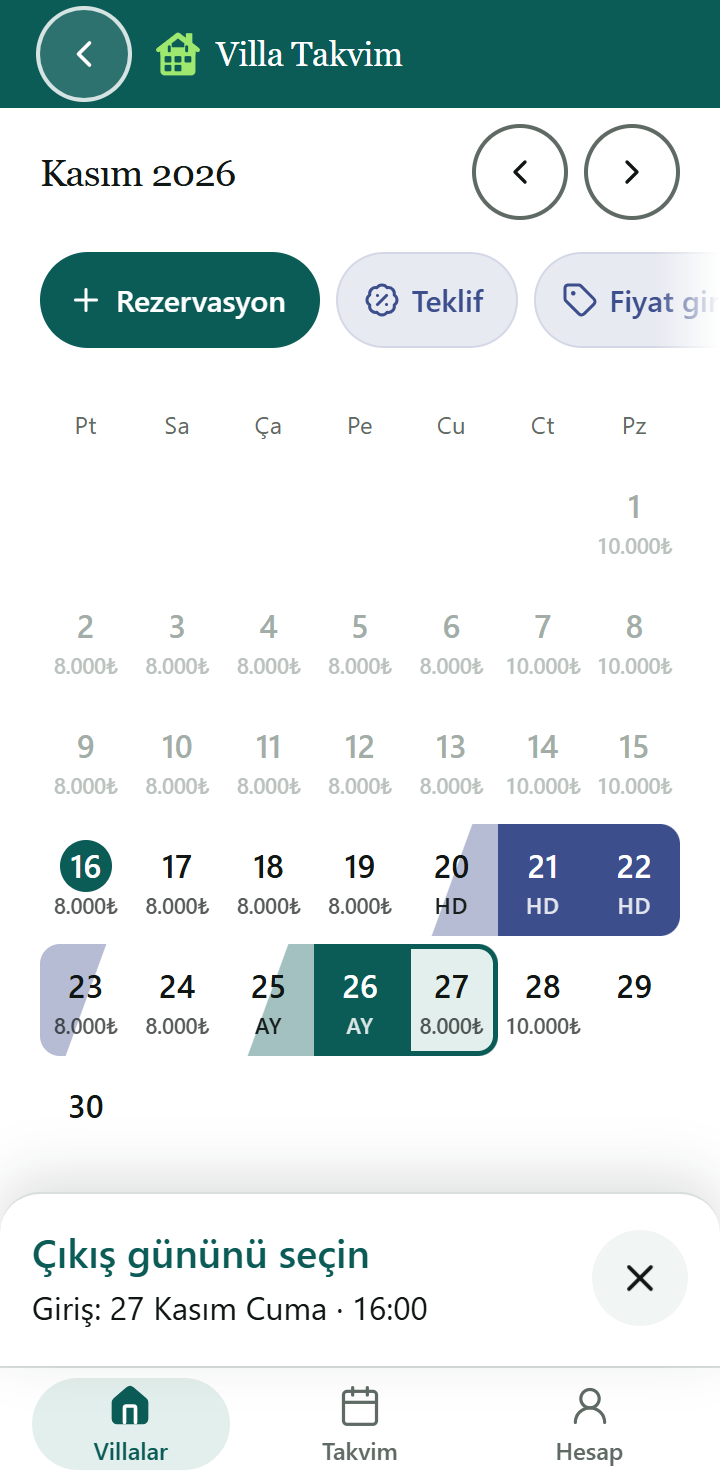 Villa Takvim
Kasım 2026
Rezervasyon Teklif Fiyat gir
Pt Sa Ça Pe Cu Ct Pz
1
10.000₺
2 3 4 5 6 7 8
8.000₺ 8.000₺ 8.000₺ 8.000₺ 8.000₺ 10.000₺ 10.000₺
9 10 11 12 13 14 15
8.000₺ 8.000₺ 8.000₺ 8.000₺ 8.000₺ 10.000₺ 10.000₺
16 17 18 19 20 21 22
8.000₺ 8.000₺ 8.000₺ 8.000₺ HD HD HD
23 24 25 26 27 28 29
8.000₺ 8.000₺ AY AY 8.000₺ 10.000₺
30
Çıkış gününü seçin
Giriş: 27 Kasım Cuma · 16:00
Villalar Takvim Hesap